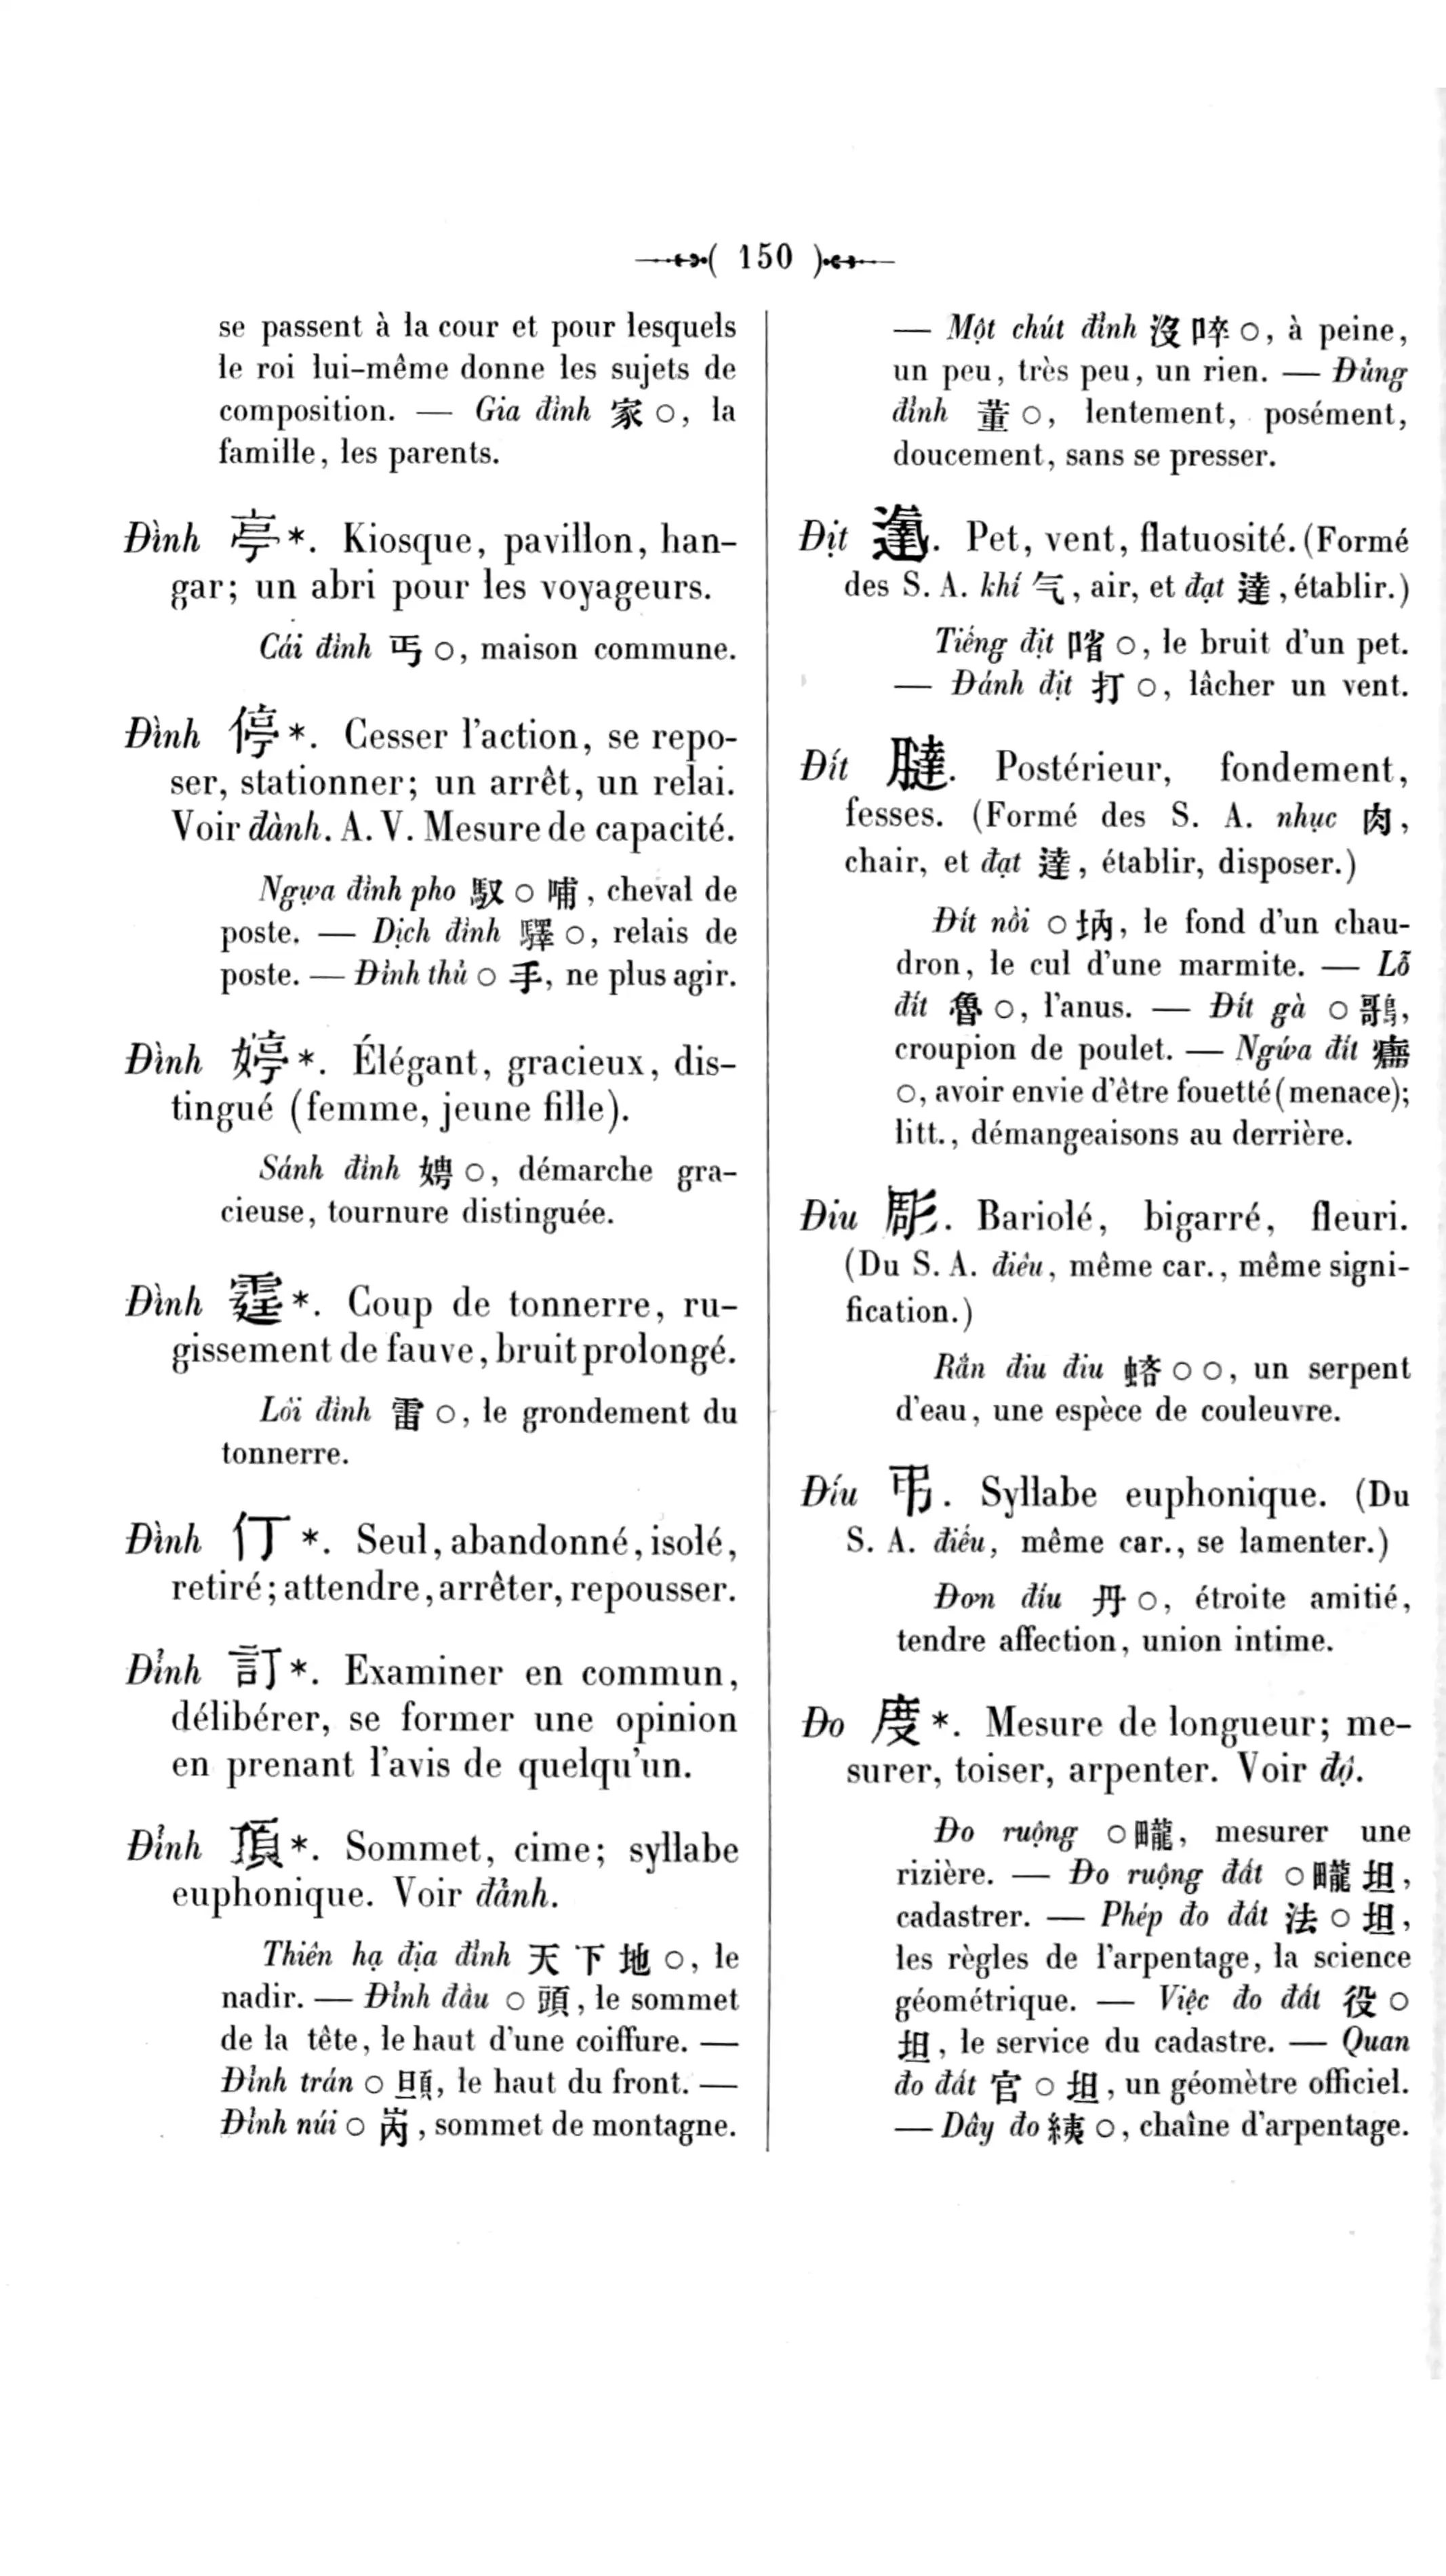 ( 150 )
se passent à la cour et pour lesquels
le roi lui-même donne les sujets de
composition. — Gia đình 家 ○, la
famille, les parents.
Đình 亭 *. Kiosque, pavillon, han-
gar; un abri pour les voyageurs.
Cái đình 丐 ○, maison commune.
Đình 停 *. Cesser l'action, se repo-
ser, stationner; un arrêt, un relai.
Voir đành. A. V. Mesure de capacité.
Ngựa đình pho 馭 ○ 哺, cheval de
poste. — Dịch đình 驛 ○, relais de
poste. — Đình thủ ○ 手, ne plus agir.
Đình 婷 *. Élégant, gracieux, dis-
tingué (femme, jeune fille).
Sánh đình 娉 ○, démarche gra-
cieuse, tournure distinguée.
Đình 霆 *. Coup de tonnerre, ru-
gissement de fauve, bruit prolongé.
Lôi đình 雷 ○, le grondement du
tonnerre.
Đình 仃 *. Seul, abandonné, isolé,
retiré; attendre, arrêter, repousser.
Đỉnh 訂 *. Examiner en commun,
délibérer, se former une opinion
en prenant l'avis de quelqu'un.
Đỉnh 頂 *. Sommet, cime; syllabe
euphonique. Voir đảnh.
Thiên hạ địa đỉnh 天 下 地 ○, le
nadir. — Đỉnh đầu ○ 頭, le sommet
de la tête, le haut d'une coiffure. —
Đỉnh trán ○, le haut du front. —
Đỉnh núi ○ 芮, sommet de montagne.
— Một chút đỉnh 沒 啐 ○, à peine,
un peu, très peu, un rien. — Đủng
đỉnh 董 ○, lentement, posément,
doucement, sans se presser.
Địt. Pet, vent, flatuosité. (Formé
des S. A. khí 气, air, et đạt 達, établir.)
Tiếng địt 㗂 ○, le bruit d'un pet.
— Đánh địt 打 ○, lâcher un vent.
Đít. Postérieur, fondement,
fesses. (Formé des S. A. nhục 肉,
chair, et đạt 達, établir, disposer.)
Đít nồi ○ 坍, le fond d'un chau-
dron, le cul d'une marmite. — Lỗ
đít 魯 ○, l'anus. — Đít gà ○ 鵶,
croupion de poulet. — Ngứa đít
○, avoir envie d'être fouetté (menace);
litt., démangeaisons au derrière.
Điu 彫. Bariolé, bigarré, fleuri.
(Du S. A. điêu, même car., même signi-
fication.)
Rắn điu điu ○ ○, un serpent
d'eau, une espèce de couleuvre.
Đíu 弔. Syllabe euphonique. (Du
S. A. điếu, même car., se lamenter.)
Đơn đíu 丹 ○, étroite amitié,
tendre affection, union intime.
Đo 度 *. Mesure de longueur; me-
surer, toiser, arpenter. Voir độ.
Đo ruộng ○ 𪽞, mesurer une
rizière. — Đo ruộng đất ○ 𪽞 坦,
cadastrer. — Phép đo đất 法 ○ 坦,
les règles de l'arpentage, la science
géométrique. — Việc đo đất 役 ○
坦, le service du cadastre. — Quan
đo đất 官 ○ 坦, un géomètre officiel.
— Dây đo 絏 ○, chaîne d'arpentage.